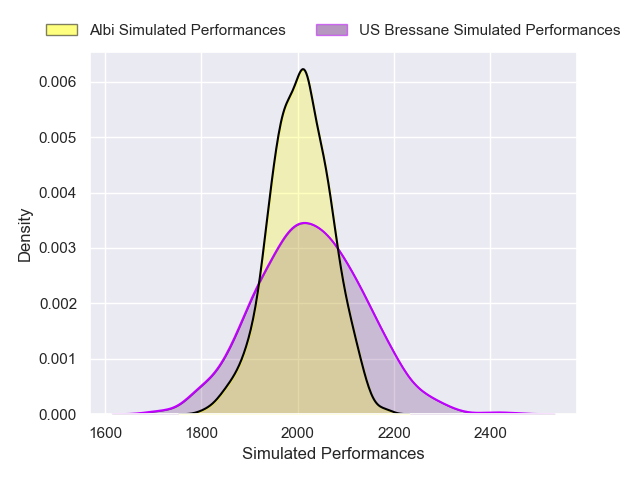 Albi Simulated Performances US Bressane Simulated Performances
0.006
0.005
0.004
0.003
0.002
0.001
0.000
Density
1600 1800 2000 2200 2400
Simulated Performances